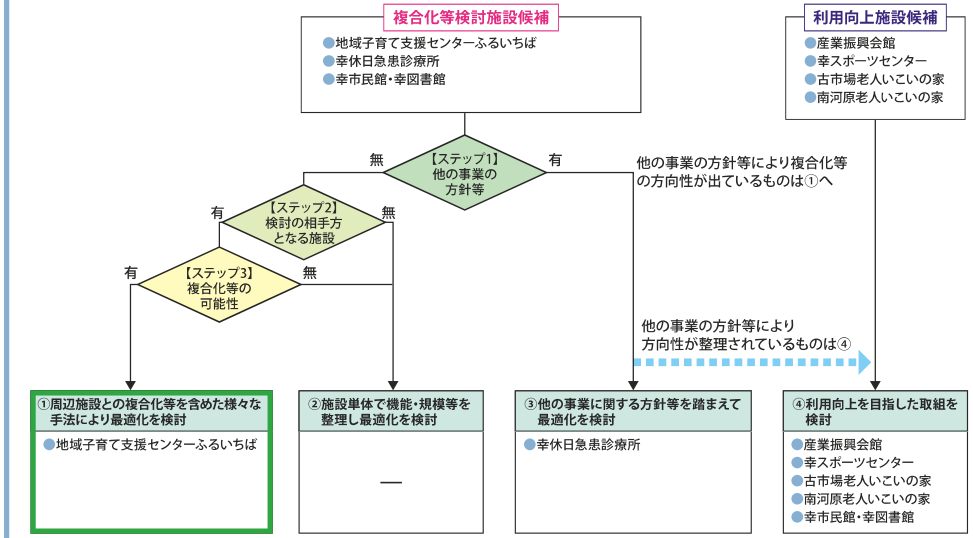 複合化等検討施設候補
●地域子育て支援センターふるいちば
●幸休日急患診療所
●幸市民館・幸図書館
利用向上施設候補
●産業振興会館
●幸スポーツセンター
●古市場老人いこいの家
●南河原老人いこいの家
【ステップ1】
他の事業の
方針等
無
有
他の事業の方針等により複合化等
の方向性が出ているものは①へ
【ステップ2】
検討の相手方
となる施設
有
無
【ステップ3】
複合化等の
可能性
有
無
他の事業の方針等により
方向性が整理されているものは④
①周辺施設との複合化等を含めた様々な
手法により最適化を検討
●地域子育て支援センターふるいちば
②施設単体で機能・規模等を
整理し最適化を検討
―
③他の事業に関する方針等を踏まえて
最適化を検討
●幸休日急患診療所
④利用向上を目指した取組を
検討
●産業振興会館
●幸スポーツセンター
●古市場老人いこいの家
●南河原老人いこいの家
●幸市民館・幸図書館